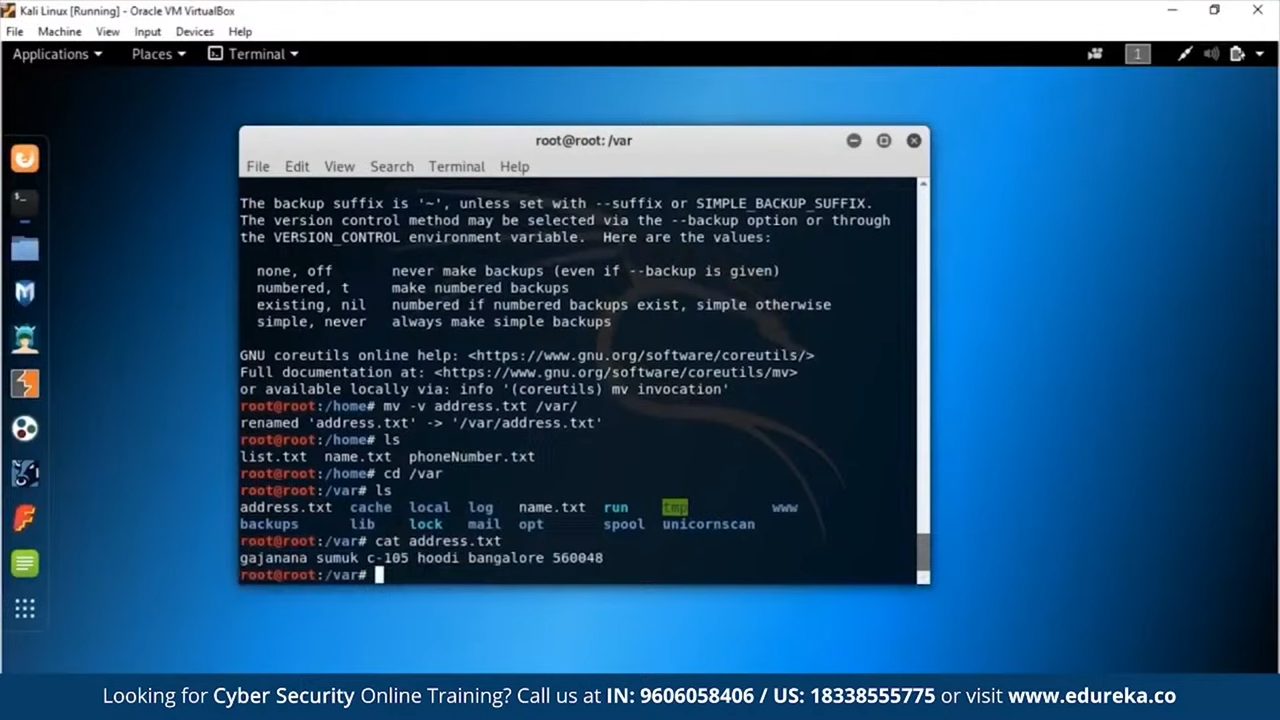 Kali Linux [Running] - Oracle VM VirtualBox
File Machine View Input Devices Help
Applications Places Terminal 1
root@root: /var
File Edit View Search Terminal Help
The backup suffix is '~', unless set with --suffix or SIMPLE_BACKUP_SUFFIX.
The version control method may be selected via the --backup option or through
the VERSION_CONTROL environment variable.  Here are the values:
none, off       never make backups (even if --backup is given)
numbered, t     make numbered backups
existing, nil   numbered if numbered backups exist, simple otherwise
simple, never   always make simple backups
GNU coreutils online help: <https://www.gnu.org/software/coreutils/>
Full documentation at: <https://www.gnu.org/software/coreutils/mv>
or available locally via: info '(coreutils) mv invocation'
root@root:/home# mv -v address.txt /var/
renamed 'address.txt' -> '/var/address.txt'
root@root:/home# ls
list.txt  name.txt  phoneNumber.txt
root@root:/home# cd /var
root@root:/var# ls
address.txt  cache  local  log   name.txt  run    tmp          www
backups      lib    lock   mail  opt       spool  unicornscan
root@root:/var# cat address.txt
gajanana sumuk c-105 hoodi bangalore 560048
root@root:/var#
Looking for Cyber Security Online Training? Call us at IN: 9606058406 / US: 18338555775 or visit www.edureka.co